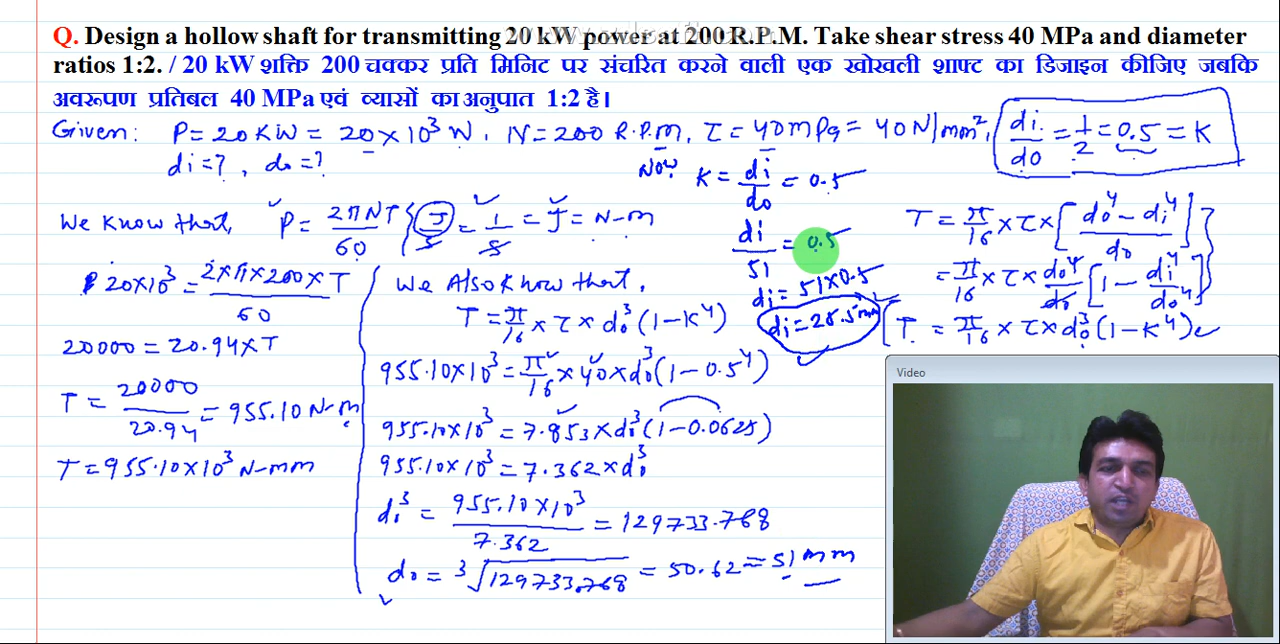 Q. Design a hollow shaft for transmitting 20 kW power at 200 R.P.M. Take shear stress 40 MPa and diameter
ratios 1:2. / 20 kW शक्ति 200 चक्कर प्रति मिनिट पर संचरित करने वाली एक खोखली शाफ्ट का डिजाइन कीजिए जबकि
अवरूपण प्रतिबल 40 MPa एवं व्यासों का अनुपात 1:2 है।
Given: P = 20 KW = 20 × 10³ W, N = 200 R.P.M, τ = 40 MPa = 40 N/mm², di/do = 1/2 = 0.5 = K
di = ?, do = ?
We Know that, P = 2πNT/60 { J/s = 1/s = J = N-m
20×10³ = 2×π×200×T/60
20000 = 20.94×T
T = 20000/20.94 = 955.10 N-m
T = 955.10×10³ N-mm
We Also Know that,
T = π/16 × τ × do³ (1-K⁴)
955.10×10³ = π/16 × 40 × do³ (1 - 0.5⁴)
955.10×10³ = 7.853 × do³ (1 - 0.0625)
955.10×10³ = 7.362 × do³
do³ = 955.10×10³/7.362 = 129733.768
do = ³√129733.768 = 50.62 = 51 mm
Now K = di/do = 0.5
di/51 = 0.5
di = 51×0.5
di = 25.5 mm
T = π/16 × τ × [do⁴ - di⁴/do]
= π/16 × τ × do⁴/do [1 - di⁴/do⁴]
T = π/16 × τ × do³ (1-K⁴)
Video